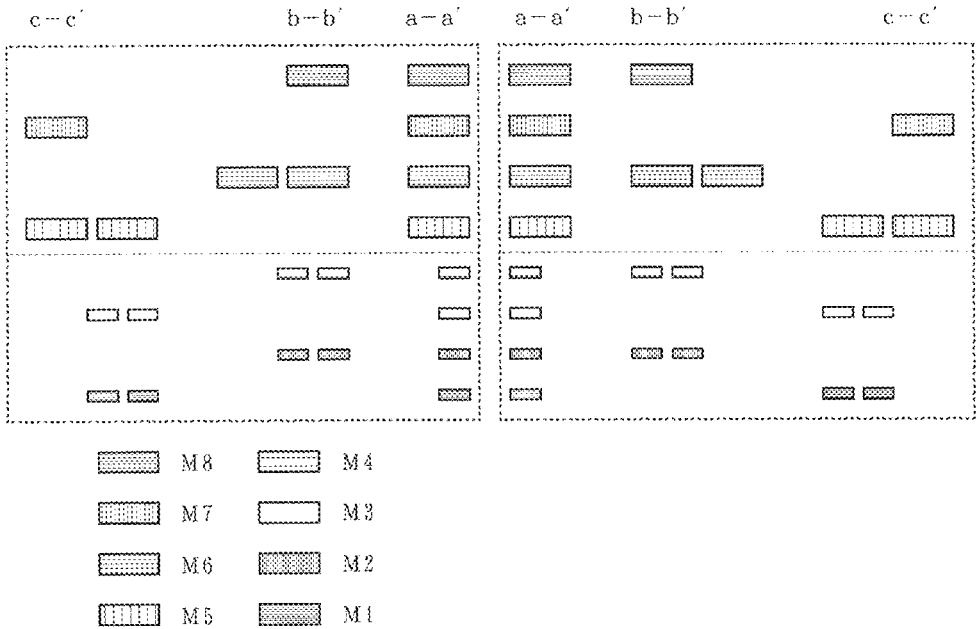 c-c′ b-b′ a-a′ a-a′ b-b′ c-c′
M8 M4
M7 M3
M6 M2
M5 M1